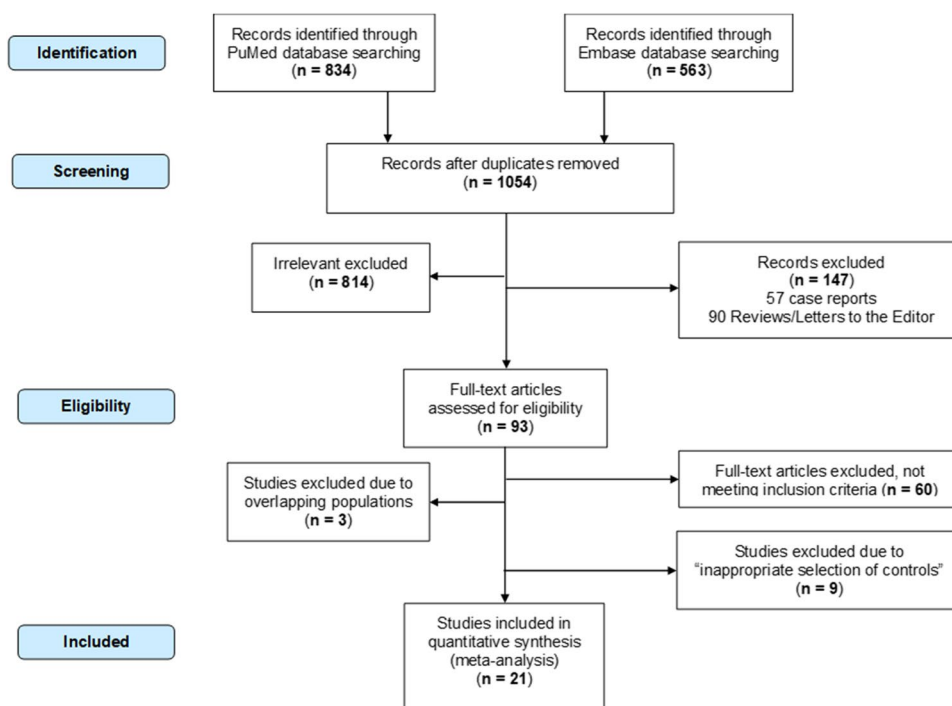 Identification
Records identified through
PuMed database searching
(n = 834)
Records identified through
Embase database searching
(n = 563)
Screening
Records after duplicates removed
(n = 1054)
Irrelevant excluded
(n = 814)
Records excluded
(n = 147)
57 case reports
90 Reviews/Letters to the Editor
Eligibility
Full-text articles
assessed for eligibility
(n = 93)
Studies excluded due to
overlapping populations
(n = 3)
Full-text articles excluded, not
meeting inclusion criteria (n = 60)
Studies excluded due to
“inappropriate selection of controls”
(n = 9)
Included
Studies included in
quantitative synthesis
(meta-analysis)
(n = 21)